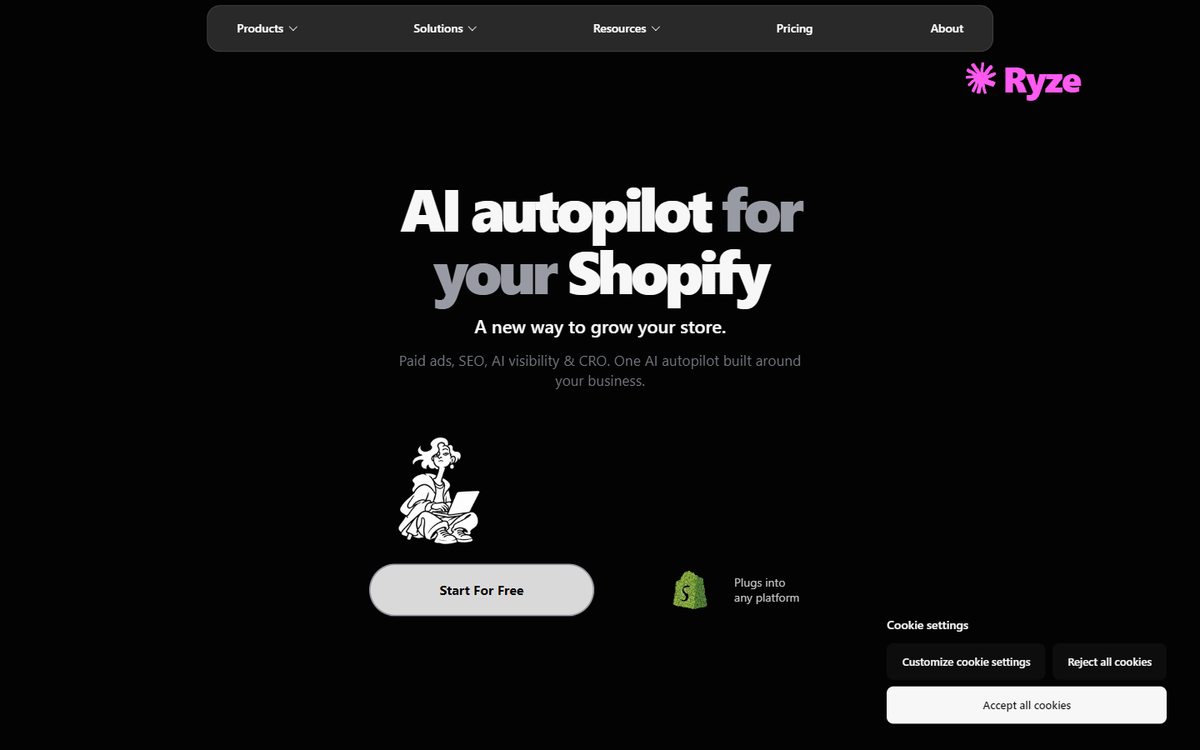 Products
Solutions
Resources
Pricing
About
Ryze
AI autopilot for
your Shopify
A new way to grow your store.
Paid ads, SEO, AI visibility & CRO. One AI autopilot built around
your business.
Start For Free
Plugs into
any platform
Cookie settings
Customize cookie settings
Reject all cookies
Accept all cookies